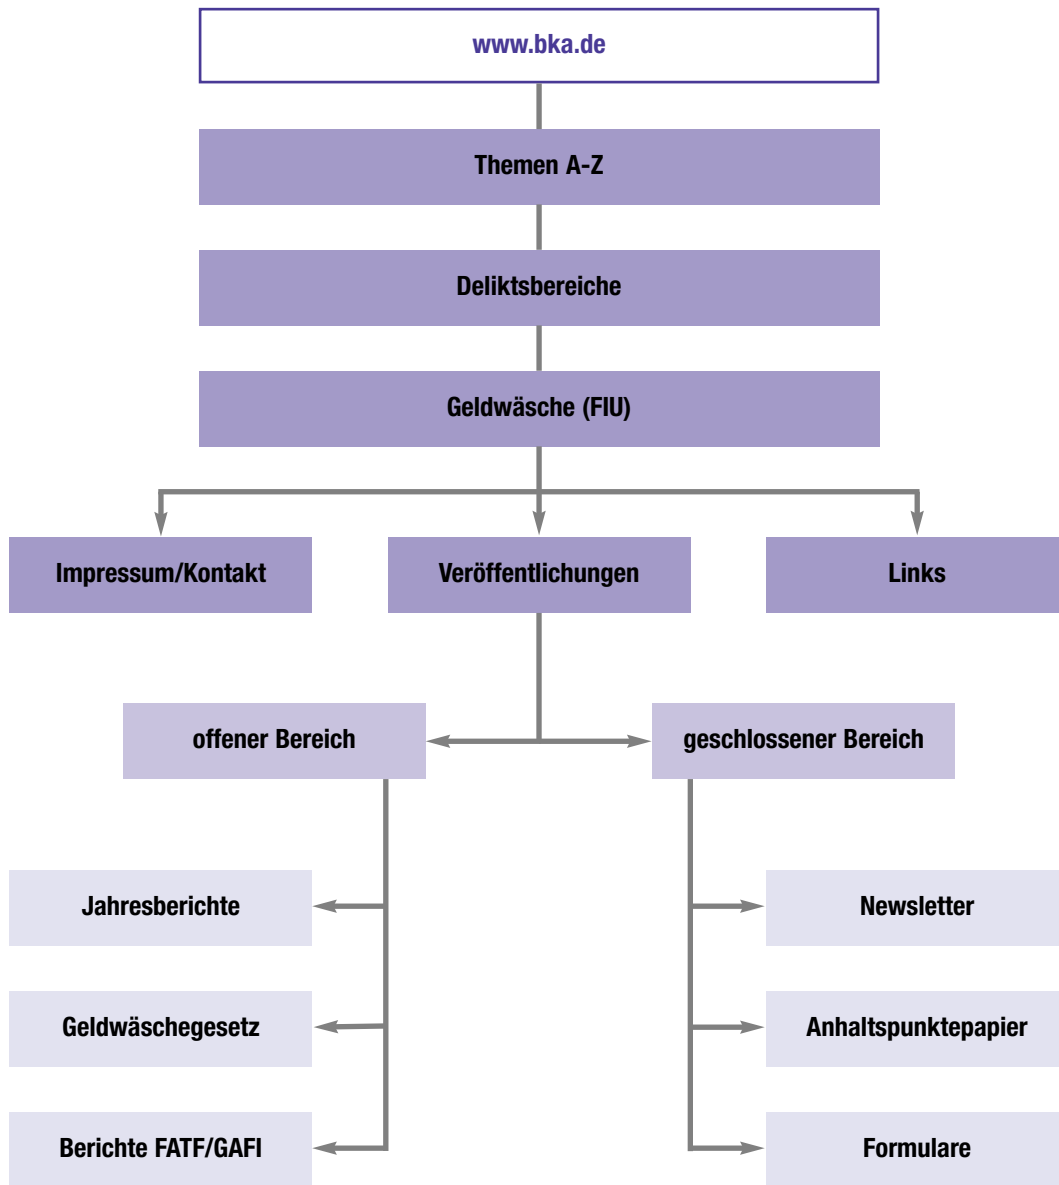 www.bka.de
Themen A-Z
Deliktsbereiche
Geldwäsche (FIU)
Impressum/Kontakt
Veröffentlichungen
Links
offener Bereich
geschlossener Bereich
Jahresberichte
Newsletter
Geldwäschegesetz
Anhaltspunktepapier
Berichte FATF/GAFI
Formulare